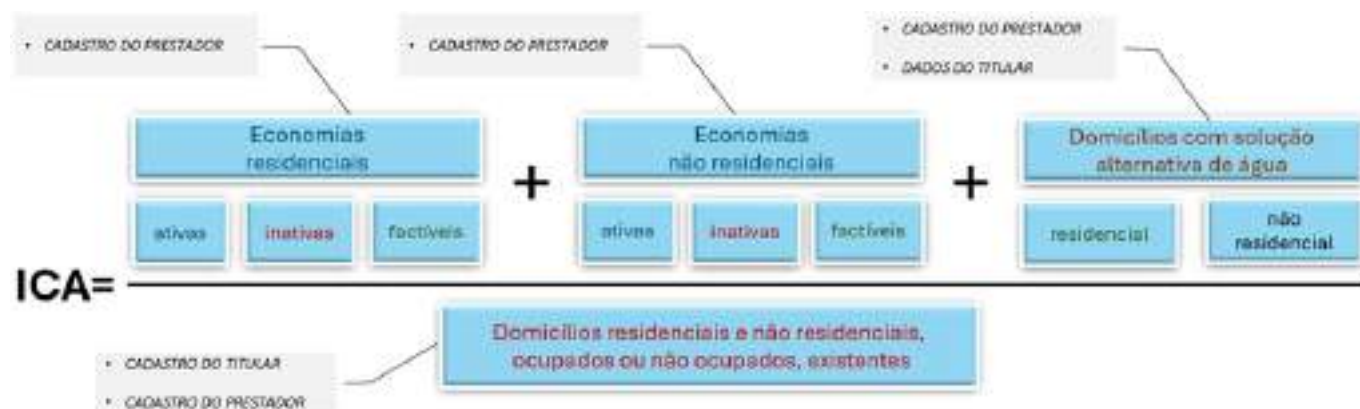 • CADASTRO DO PRESTADOR
• CADASTRO DO PRESTADOR
• CADASTRO DO PRESTADOR
• DADOS DO TITULAR
Economias
residenciais
+
Economias
não residenciais
+
Domicílios com solução
alternativa de água
ativas
inativas
factíveis
ativas
inativas
factíveis
residencial
não
residencial
ICA=
Domicílios residenciais e não residenciais,
ocupados ou não ocupados, existentes
• CADASTRO DO TITULAR
• CADASTRO DO PRESTADOR